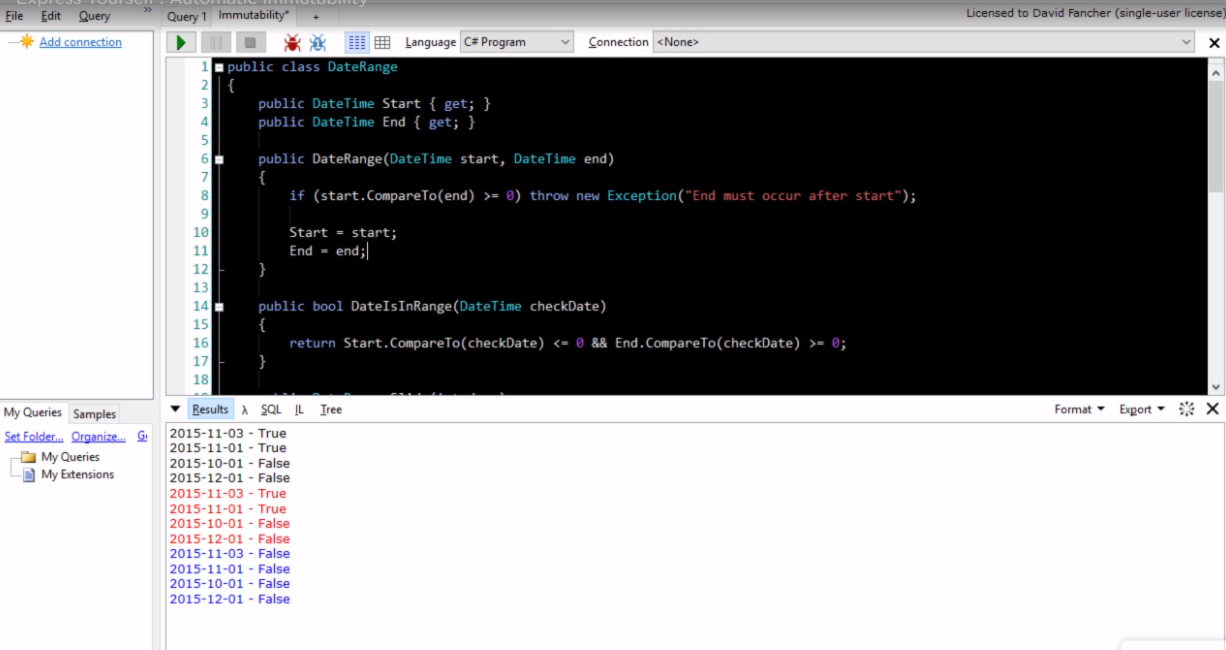 Express Yourself: Automatic Immutability
File Edit Query » Query 1 Immutability* + Licensed to David Fancher (single-user license)
Add connection
Language C# Program Connection <None>
1 public class DateRange
2 {
3 public DateTime Start { get; }
4 public DateTime End { get; }
5
6 public DateRange(DateTime start, DateTime end)
7 {
8 if (start.CompareTo(end) >= 0) throw new Exception("End must occur after start");
9
10 Start = start;
11 End = end;
12 }
13
14 public bool DateIsInRange(DateTime checkDate)
15 {
16 return Start.CompareTo(checkDate) <= 0 && End.CompareTo(checkDate) >= 0;
17 }
18
My Queries Samples
Set Folder... Organize...
My Queries
My Extensions
Results λ SQL IL Tree Format Export
2015-11-03 - True
2015-11-01 - True
2015-10-01 - False
2015-12-01 - False
2015-11-03 - True
2015-11-01 - True
2015-10-01 - False
2015-12-01 - False
2015-11-03 - False
2015-11-01 - False
2015-10-01 - False
2015-12-01 - False